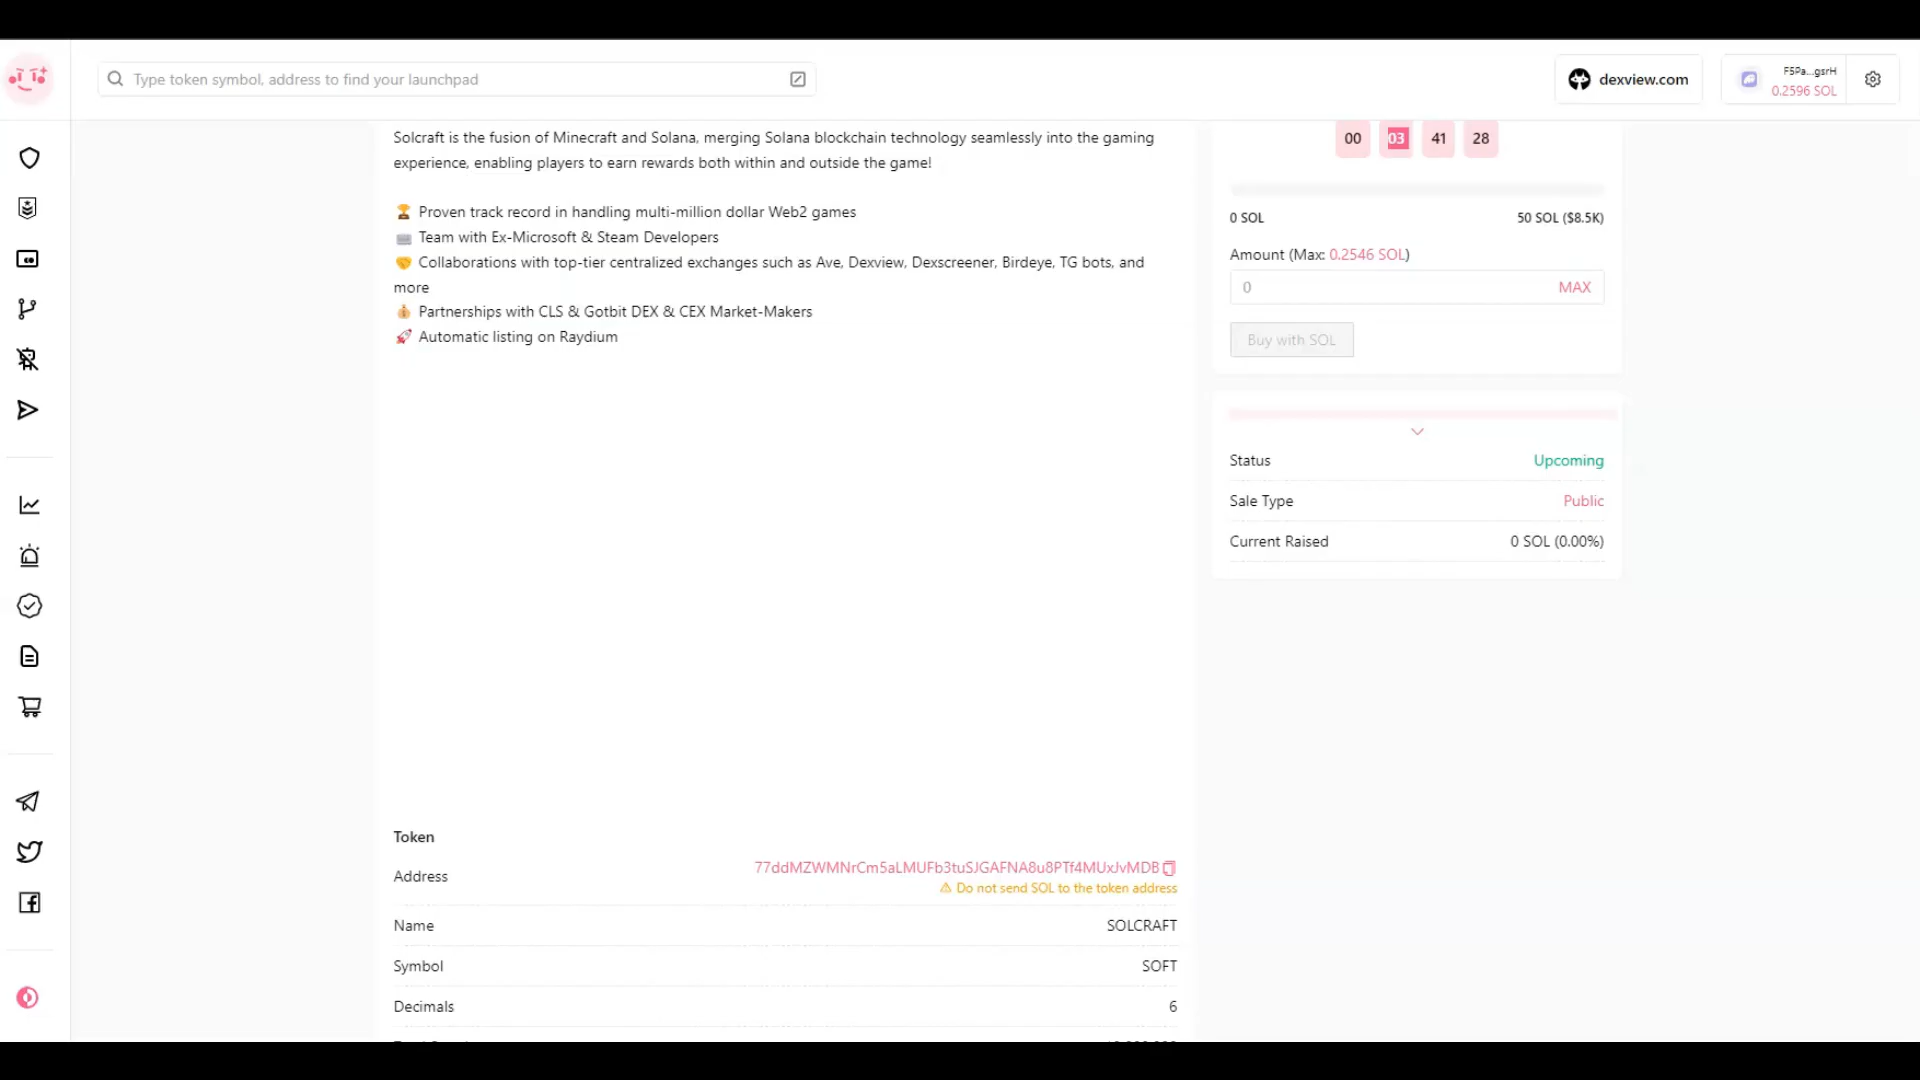 Type token symbol, address to find your launchpad
dexview.com
F5Pa...gsrH
0.2596 SOL
Solcraft is the fusion of Minecraft and Solana, merging Solana blockchain technology seamlessly into the gaming
experience, enabling players to earn rewards both within and outside the game!
🏆 Proven track record in handling multi-million dollar Web2 games
Team with Ex-Microsoft & Steam Developers
🤝 Collaborations with top-tier centralized exchanges such as Ave, Dexview, Dexscreener, Birdeye, TG bots, and
more
💰 Partnerships with CLS & Gotbit DEX & CEX Market-Makers
🚀 Automatic listing on Raydium
Token
Address
77ddMZWMNrCm5aLMUFb3tuSJGAFNA8u8PTf4MUxJvMDB
⚠ Do not send SOL to the token address
Name SOLCRAFT
Symbol SOFT
Decimals 6
00 03 41 28
0 SOL 50 SOL ($8.5K)
Amount (Max: 0.2546 SOL)
0 MAX
Buy with SOL
Status Upcoming
Sale Type Public
Current Raised 0 SOL (0.00%)